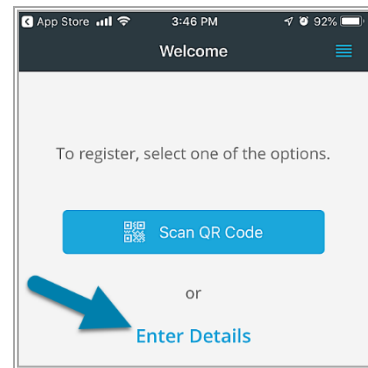 App Store 3:46 PM 92%
Welcome
To register, select one of the options.
Scan QR Code
or
Enter Details